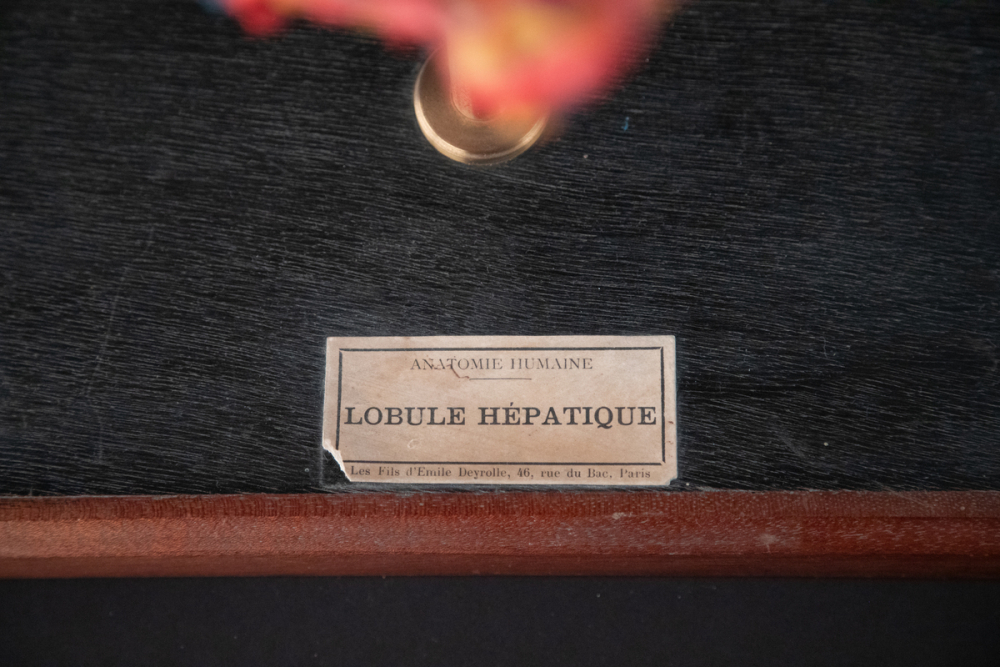 ANATOMIE HUMAINE
LOBULE HÉPATIQUE
Les Fils d'Emile Deyrolle, 46, rue du Bac, Paris